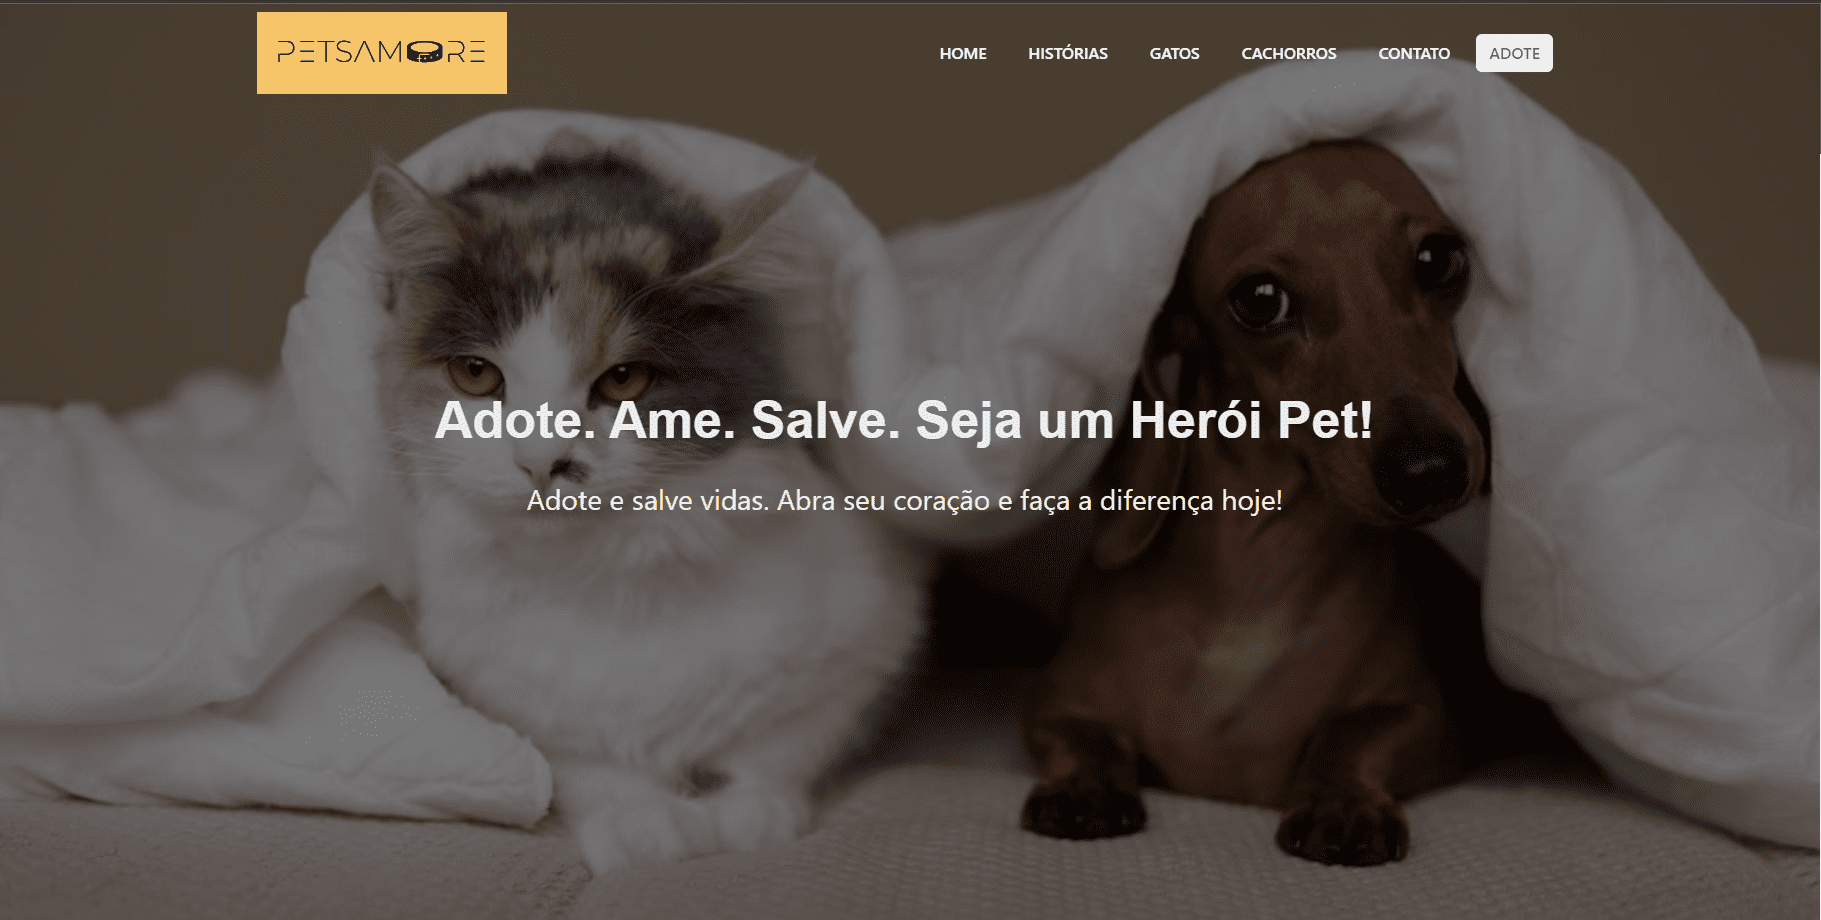 PETSAMORE
HOME HISTÓRIAS GATOS CACHORROS CONTATO ADOTE
Adote. Ame. Salve. Seja um Herói Pet!
Adote e salve vidas. Abra seu coração e faça a diferença hoje!